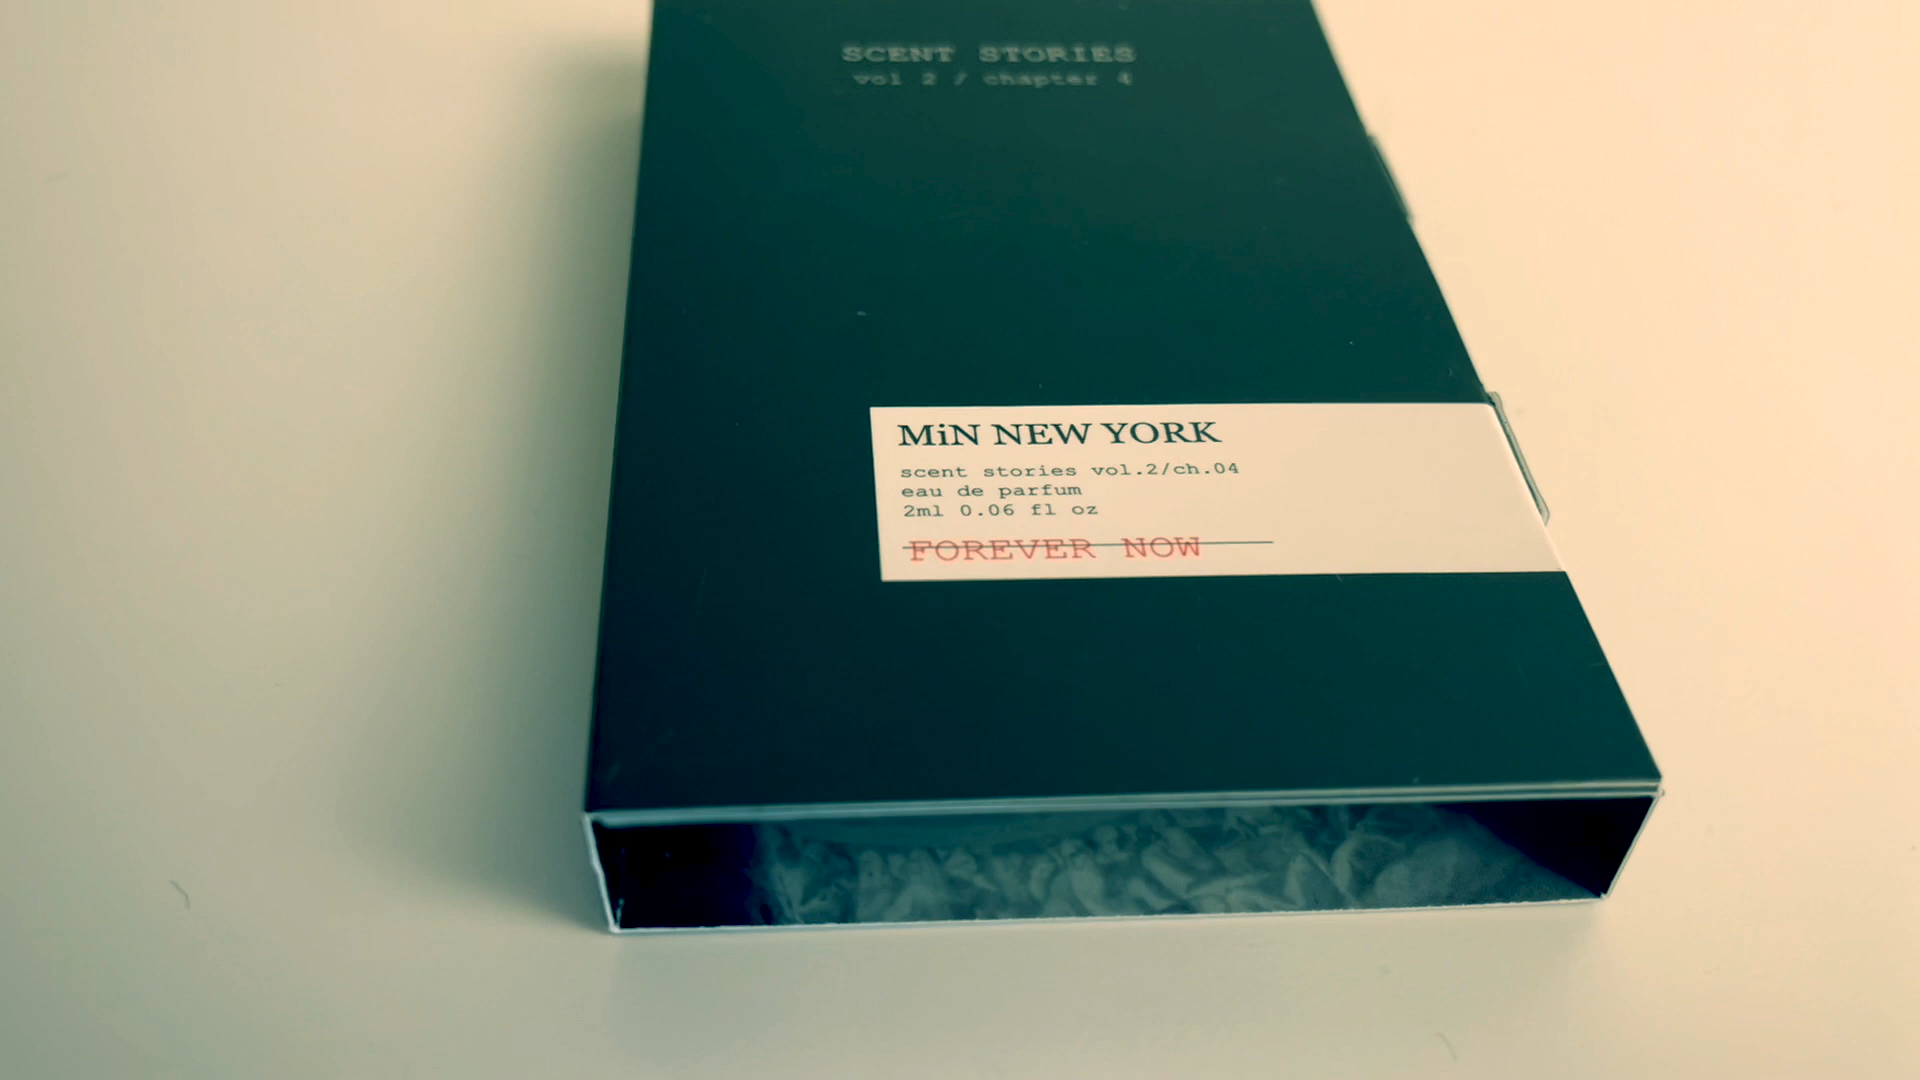 SCENT STORIES
vol 2 / chapter 4
MiN NEW YORK
scent stories vol.2/ch.04
eau de parfum
2ml 0.06 fl oz
FOREVER NOW